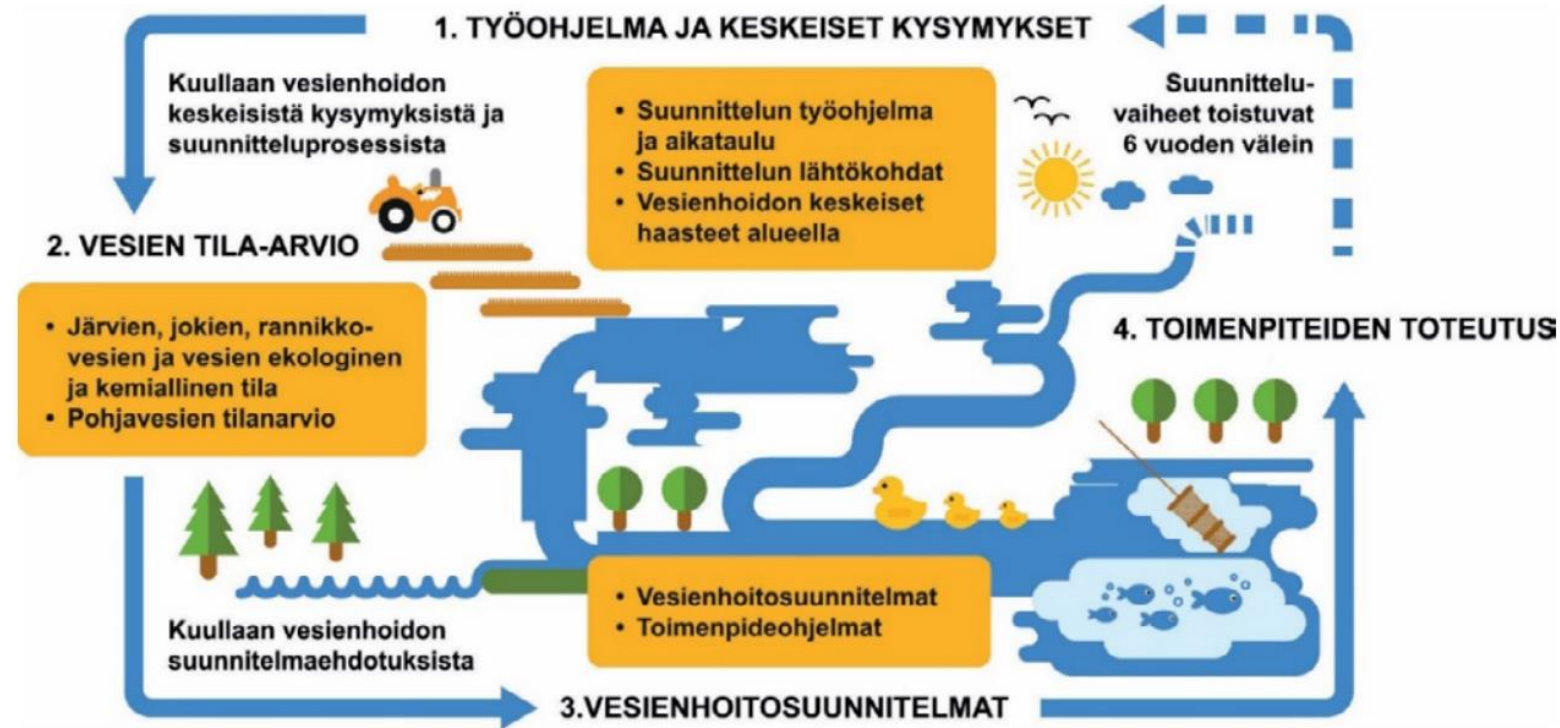 1. TYÖOHJELMA JA KESKEISET KYSYMYKSET
Kuullaan vesienhoidon
keskeisistä kysymyksistä ja
suunnitteluprosessista
• Suunnittelun työohjelma
ja aikataulu
• Suunnittelun lähtökohdat
• Vesienhoidon keskeiset
haasteet alueella
Suunnittelu-
vaiheet toistuvat
6 vuoden välein
2. VESIEN TILA-ARVIO
• Järvien, jokien, rannikko-
vesien ja vesien ekologinen
ja kemiallinen tila
• Pohjavesien tilanarvio
Kuullaan vesienhoidon
suunnitelmaehdotuksista
• Vesienhoitosuunnitelmat
• Toimenpideohjelmat
3.VESIENHOITOSUUNNITELMAT
4. TOIMENPITEIDEN TOTEUTUS